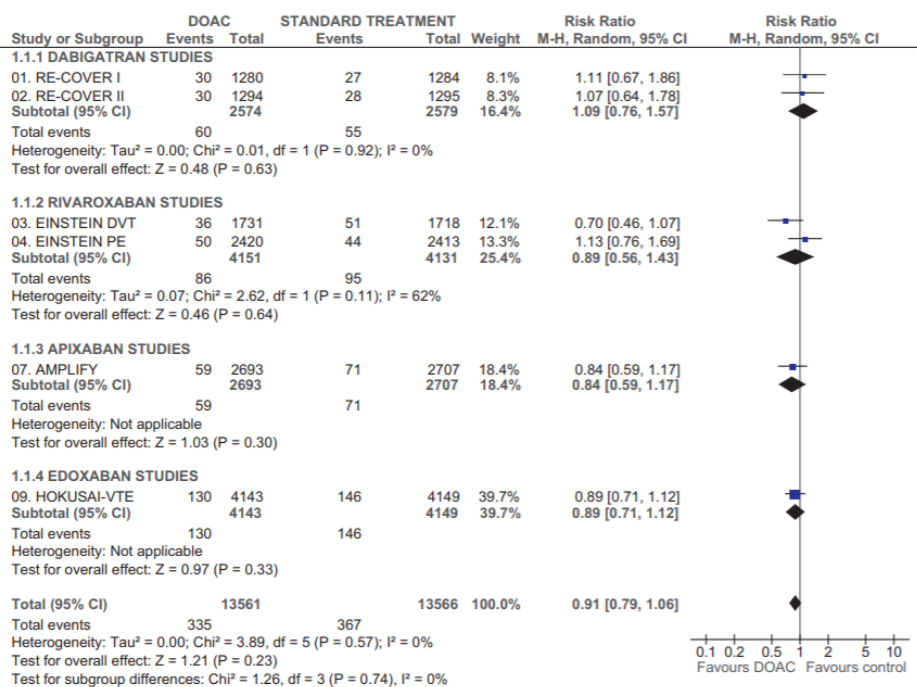 DOAC STANDARD TREATMENT Risk Ratio Risk Ratio
Study or Subgroup Events Total Events Total Weight M-H, Random, 95% CI M-H, Random, 95% CI
1.1.1 DABIGATRAN STUDIES
01. RE-COVER I 30 1280 27 1284 8.1% 1.11 [0.67, 1.86]
02. RE-COVER II 30 1294 28 1295 8.3% 1.07 [0.64, 1.78]
Subtotal (95% CI) 2574 2579 16.4% 1.09 [0.76, 1.57]
Total events 60 55
Heterogeneity: Tau² = 0.00; Chi² = 0.01, df = 1 (P = 0.92); I² = 0%
Test for overall effect: Z = 0.48 (P = 0.63)
1.1.2 RIVAROXABAN STUDIES
03. EINSTEIN DVT 36 1731 51 1718 12.1% 0.70 [0.46, 1.07]
04. EINSTEIN PE 50 2420 44 2413 13.3% 1.13 [0.76, 1.69]
Subtotal (95% CI) 4151 4131 25.4% 0.89 [0.56, 1.43]
Total events 86 95
Heterogeneity: Tau² = 0.07; Chi² = 2.62, df = 1 (P = 0.11); I² = 62%
Test for overall effect: Z = 0.46 (P = 0.64)
1.1.3 APIXABAN STUDIES
07. AMPLIFY 59 2693 71 2707 18.4% 0.84 [0.59, 1.17]
Subtotal (95% CI) 2693 2707 18.4% 0.84 [0.59, 1.17]
Total events 59 71
Heterogeneity: Not applicable
Test for overall effect: Z = 1.03 (P = 0.30)
1.1.4 EDOXABAN STUDIES
09. HOKUSAI-VTE 130 4143 146 4149 39.7% 0.89 [0.71, 1.12]
Subtotal (95% CI) 4143 4149 39.7% 0.89 [0.71, 1.12]
Total events 130 146
Heterogeneity: Not applicable
Test for overall effect: Z = 0.97 (P = 0.33)
Total (95% CI) 13561 13566 100.0% 0.91 [0.79, 1.06]
Total events 335 367
Heterogeneity: Tau² = 0.00; Chi² = 3.89, df = 5 (P = 0.57); I² = 0%
Test for overall effect: Z = 1.21 (P = 0.23)
Test for subgroup differences: Chi² = 1.26, df = 3 (P = 0.74), I² = 0%
0.1 0.2 0.5 1 2 5 10
Favours DOAC Favours control